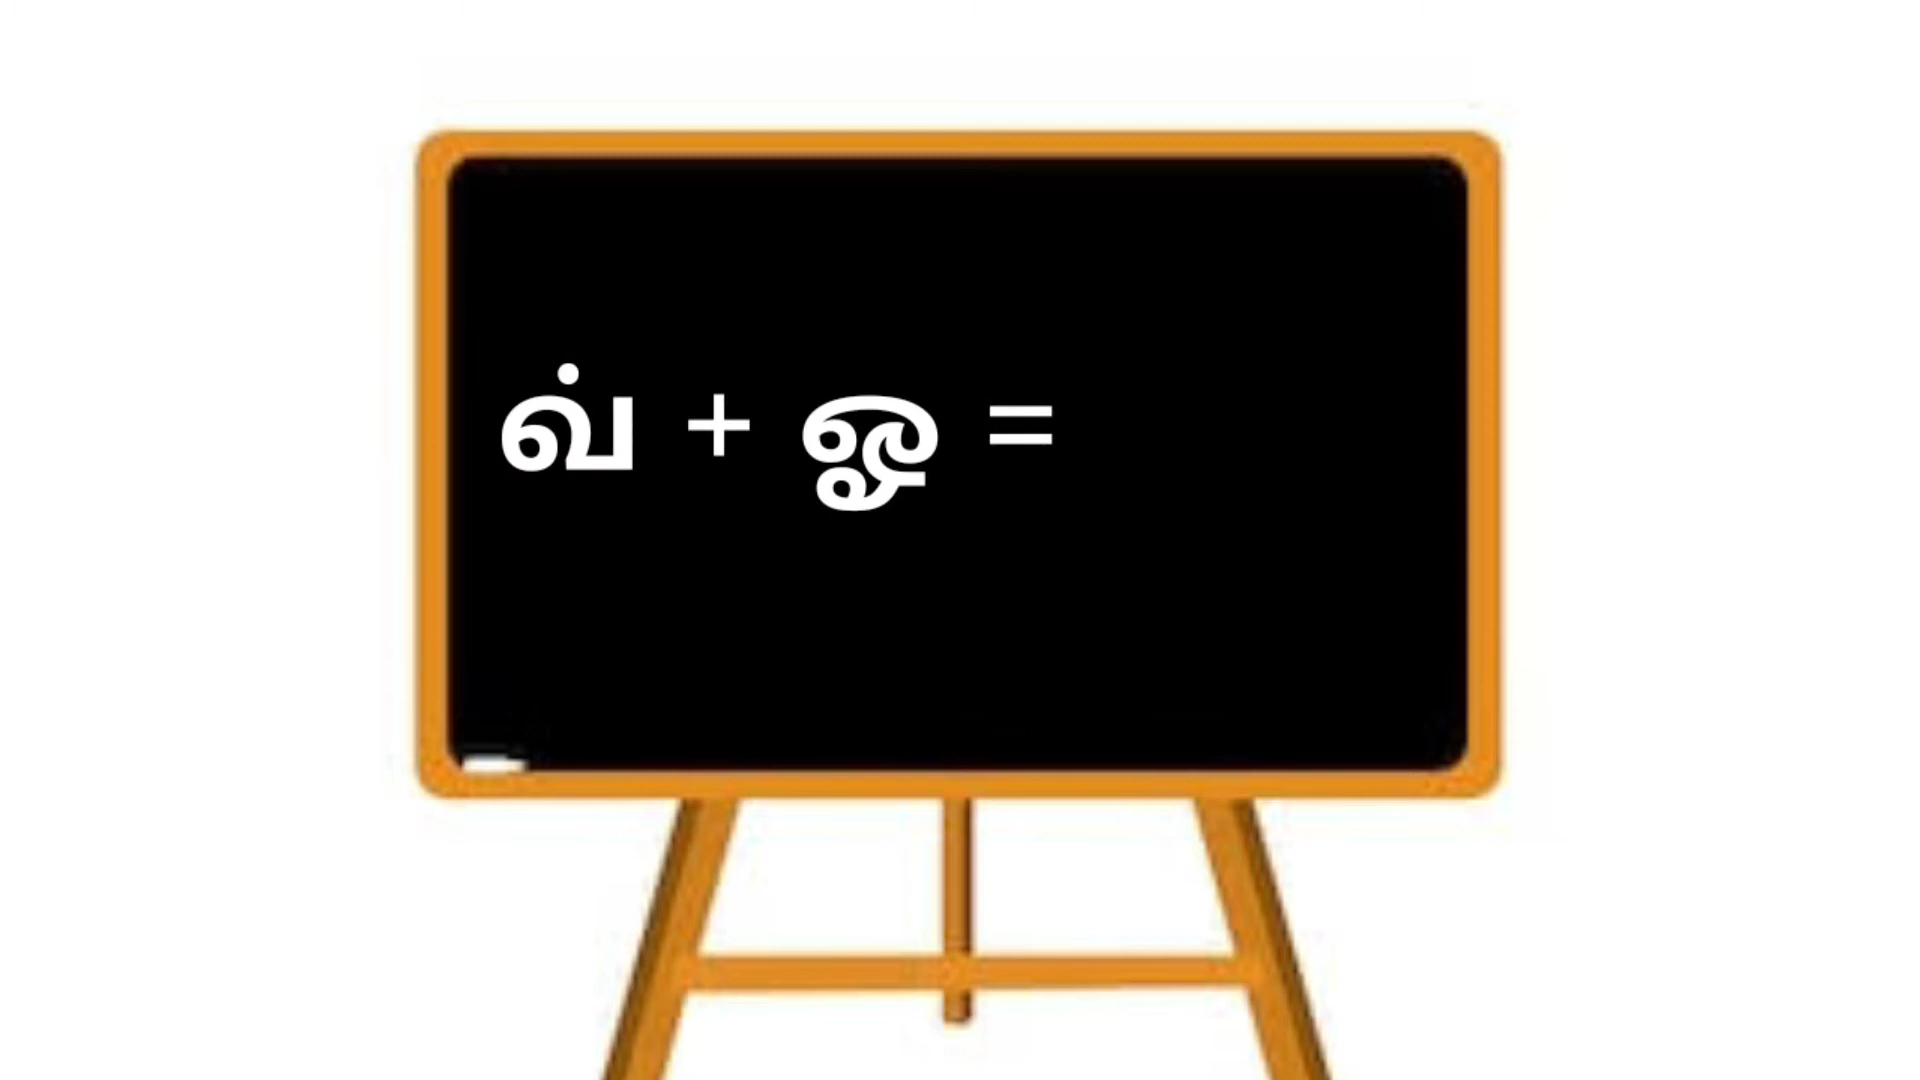 வ் + ஓ =